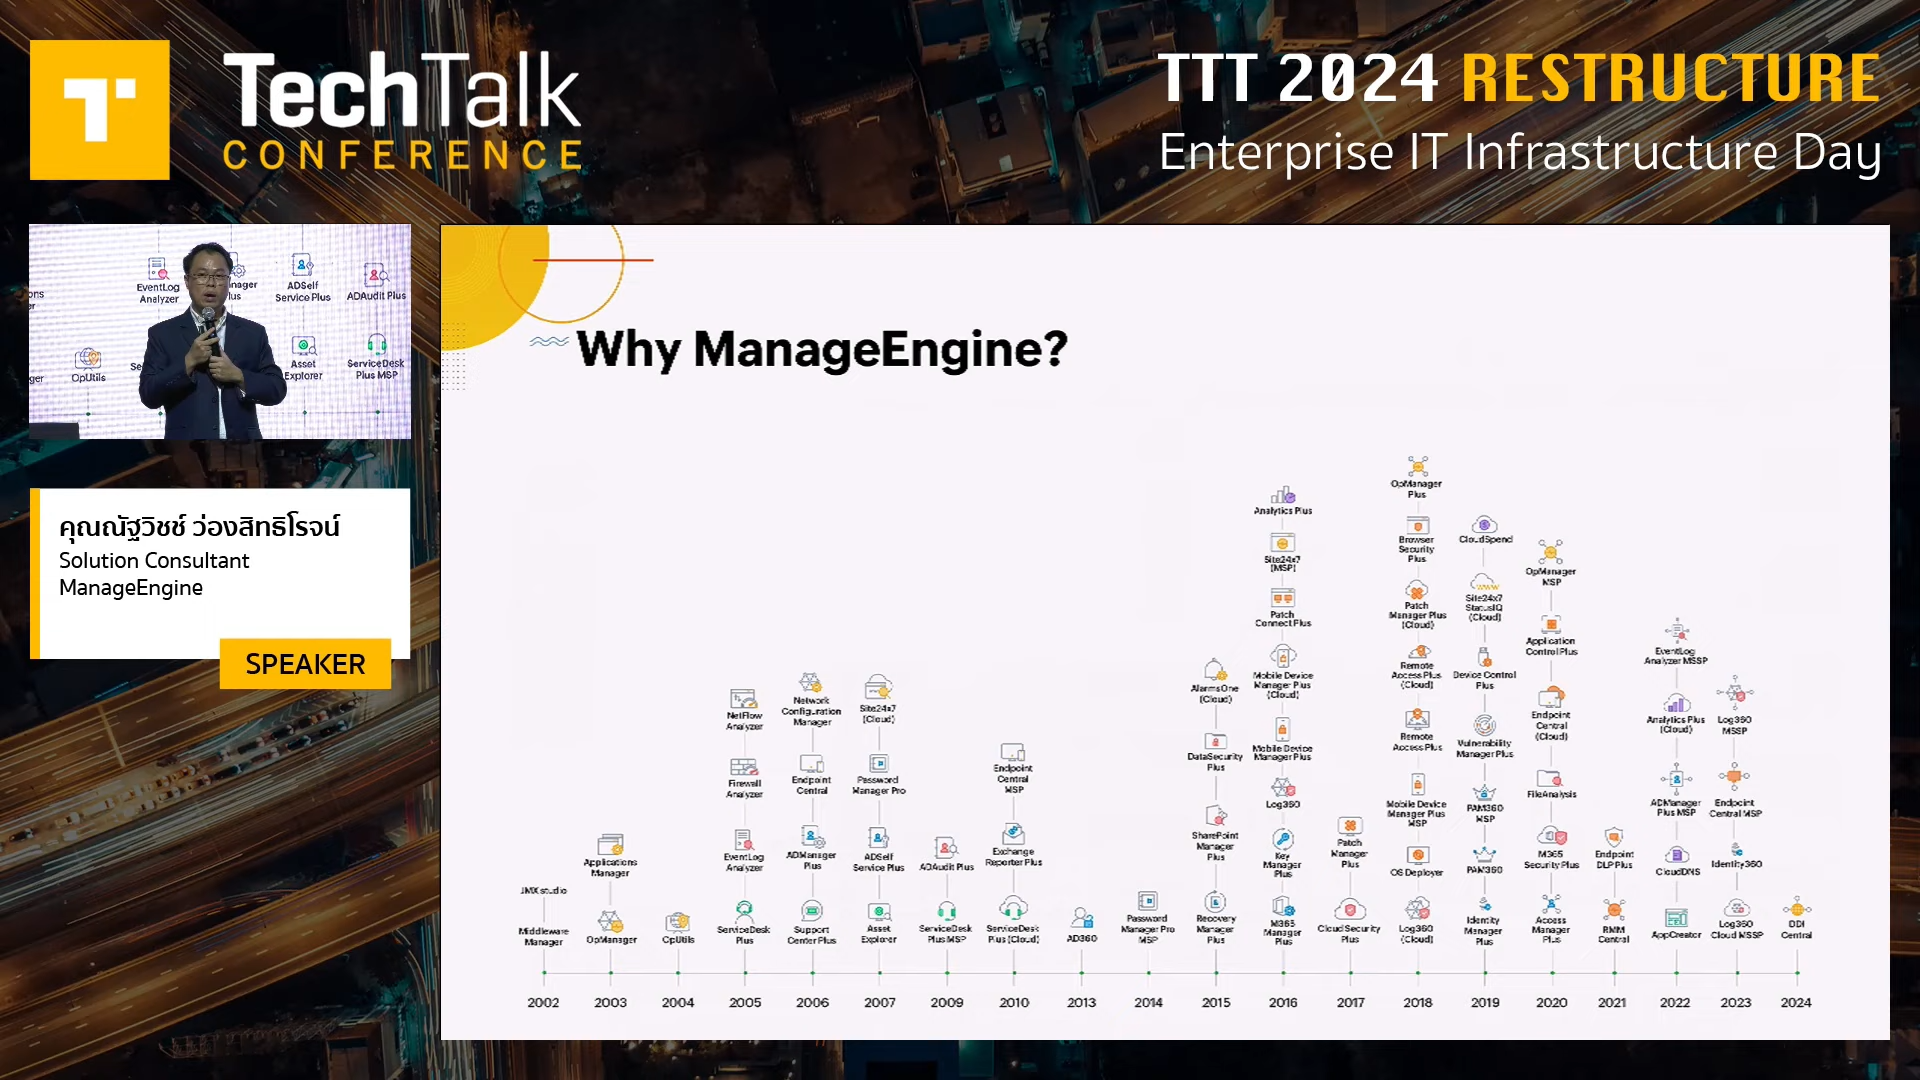 TechTalk
CONFERENCE
TTT 2024 RESTRUCTURE
Enterprise IT Infrastructure Day
EventLog
Analyzer
ADSelf
Service Plus
ADAudit Plus
OpUtils
Asset
Explorer
ServiceDesk
Plus MSP
คุณณัฐวิชช์ ว่องสิทธิโรจน์
Solution Consultant
ManageEngine
SPEAKER
Why ManageEngine?
JMX studio
Middleware
Manager
2002
Applications
Manager
OpManager
2003
OpUtils
2004
NetFlow
Analyzer
Firewall
Analyzer
EventLog
Analyzer
ServiceDesk
Plus
2005
Network
Configuration
Manager
Endpoint
Central
ADManager
Plus
Support
Center Plus
2006
Site24x7
(Cloud)
Password
Manager Pro
ADSelf
Service Plus
Asset
Explorer
2007
ADAudit Plus
ServiceDesk
Plus MSP
2009
Endpoint
Central
MSP
Exchange
Reporter Plus
ServiceDesk
Plus (Cloud)
2010
AD360
2013
Password
Manager Pro
MSP
2014
AlarmsOne
(Cloud)
DataSecurity
Plus
SharePoint
Manager
Plus
Recovery
Manager
Plus
2015
Analytics Plus
Site24x7
(MSP)
Patch
Connect Plus
Mobile Device
Manager Plus
(Cloud)
Mobile Device
Manager Plus
Log360
Key
Manager
Plus
M365
Manager
Plus
2016
Patch
Manager
Plus
Cloud Security
Plus
2017
OpManager
Plus
Browser
Security
Plus
Patch
Manager Plus
(Cloud)
Remote
Access Plus
(Cloud)
Remote
Access Plus
Mobile Device
Manager Plus
MSP
OS Deployer
Log360
(Cloud)
2018
CloudSpend
Site24x7
StatusIQ
(Cloud)
Device Control
Plus
Vulnerability
Manager Plus
PAM360
MSP
PAM360
Identity
Manager
Plus
2019
OpManager
MSP
Application
Control Plus
Endpoint
Central
(Cloud)
FileAnalysis
M365
Security Plus
Access
Manager
Plus
2020
Endpoint
DLP Plus
RMM
Central
2021
EventLog
Analyzer MSSP
Analytics Plus
(Cloud)
ADManager
Plus MSP
CloudDNS
AppCreator
2022
Log360
MSSP
Endpoint
Central MSP
Identity360
Log360
Cloud MSSP
2023
DDI
Central
2024